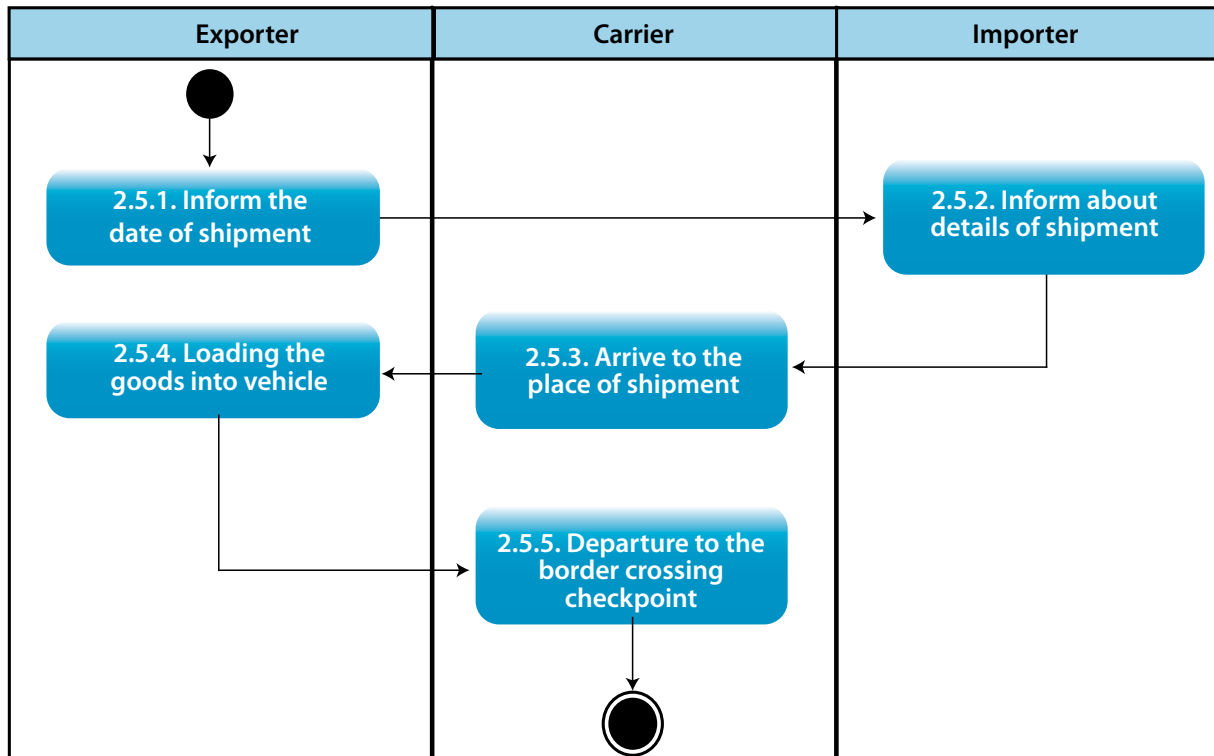 Exporter
Carrier
Importer
2.5.1. Inform the
date of shipment
2.5.2. Inform about
details of shipment
2.5.4. Loading the
goods into vehicle
2.5.3. Arrive to the
place of shipment
2.5.5. Departure to the
border crossing
checkpoint